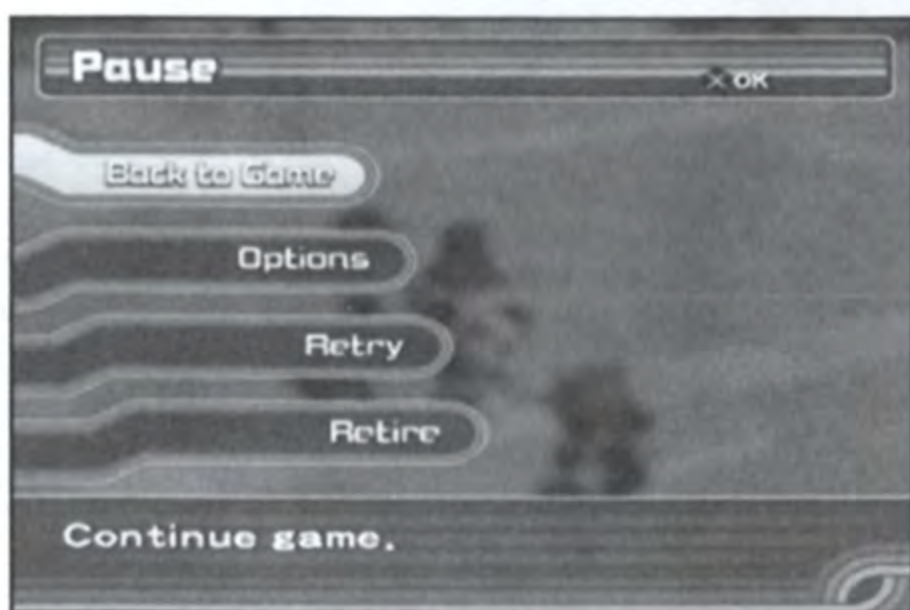 Pause
× OK
Back to Game
Options
Retry
Retire
Continue game.